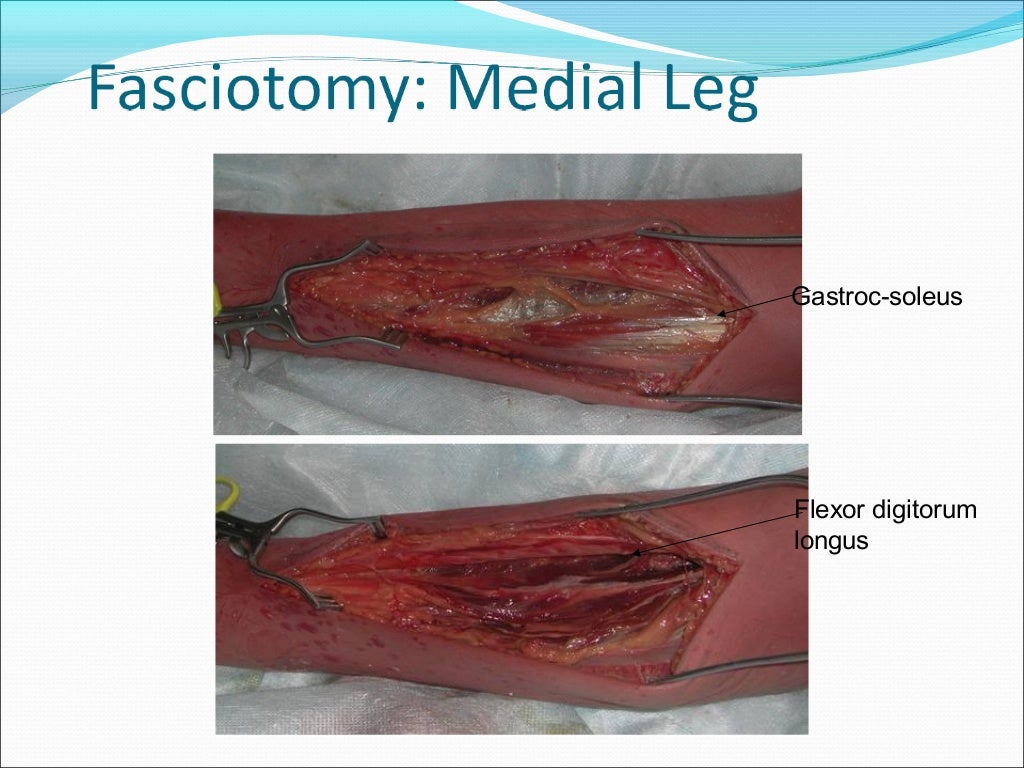 Fasciotomy: Medial Leg
Gastroc-soleus
Flexor digitorum
longus